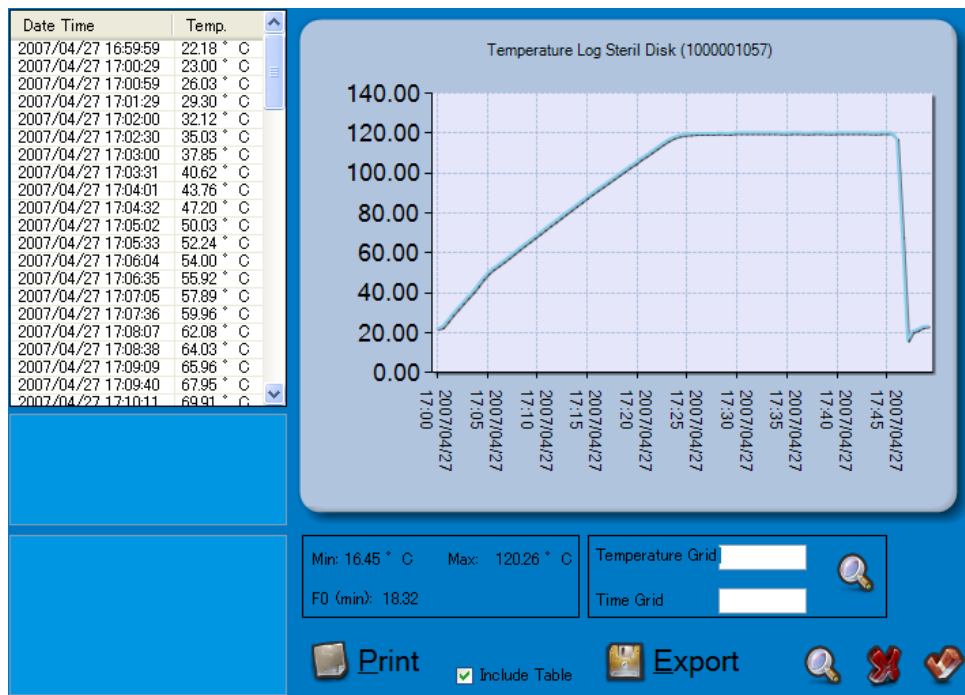 Date Time Temp.
2007/04/27 16:59:59 22.18 ° C
2007/04/27 17:00:29 23.00 ° C
2007/04/27 17:00:59 26.03 ° C
2007/04/27 17:01:29 29.30 ° C
2007/04/27 17:02:00 32.12 ° C
2007/04/27 17:02:30 35.03 ° C
2007/04/27 17:03:00 37.85 ° C
2007/04/27 17:03:31 40.62 ° C
2007/04/27 17:04:01 43.76 ° C
2007/04/27 17:04:32 47.20 ° C
2007/04/27 17:05:02 50.03 ° C
2007/04/27 17:05:33 52.24 ° C
2007/04/27 17:06:04 54.00 ° C
2007/04/27 17:06:35 55.92 ° C
2007/04/27 17:07:05 57.89 ° C
2007/04/27 17:07:36 59.96 ° C
2007/04/27 17:08:07 62.08 ° C
2007/04/27 17:08:38 64.03 ° C
2007/04/27 17:09:09 65.96 ° C
2007/04/27 17:09:40 67.95 ° C
2007/04/27 17:10:11 69.91 ° C
Temperature Log Steril Disk (1000001057)
140.00
120.00
100.00
80.00
60.00
40.00
20.00
0.00
2007/04/27
17:00
2007/04/27
17:05
2007/04/27
17:10
2007/04/27
17:15
2007/04/27
17:20
2007/04/27
17:25
2007/04/27
17:30
2007/04/27
17:35
2007/04/27
17:40
2007/04/27
17:45
Min: 16.45 ° C Max: 120.26 ° C
F0 (min): 18.32
Temperature Grid
Time Grid
Print
Include Table
Export